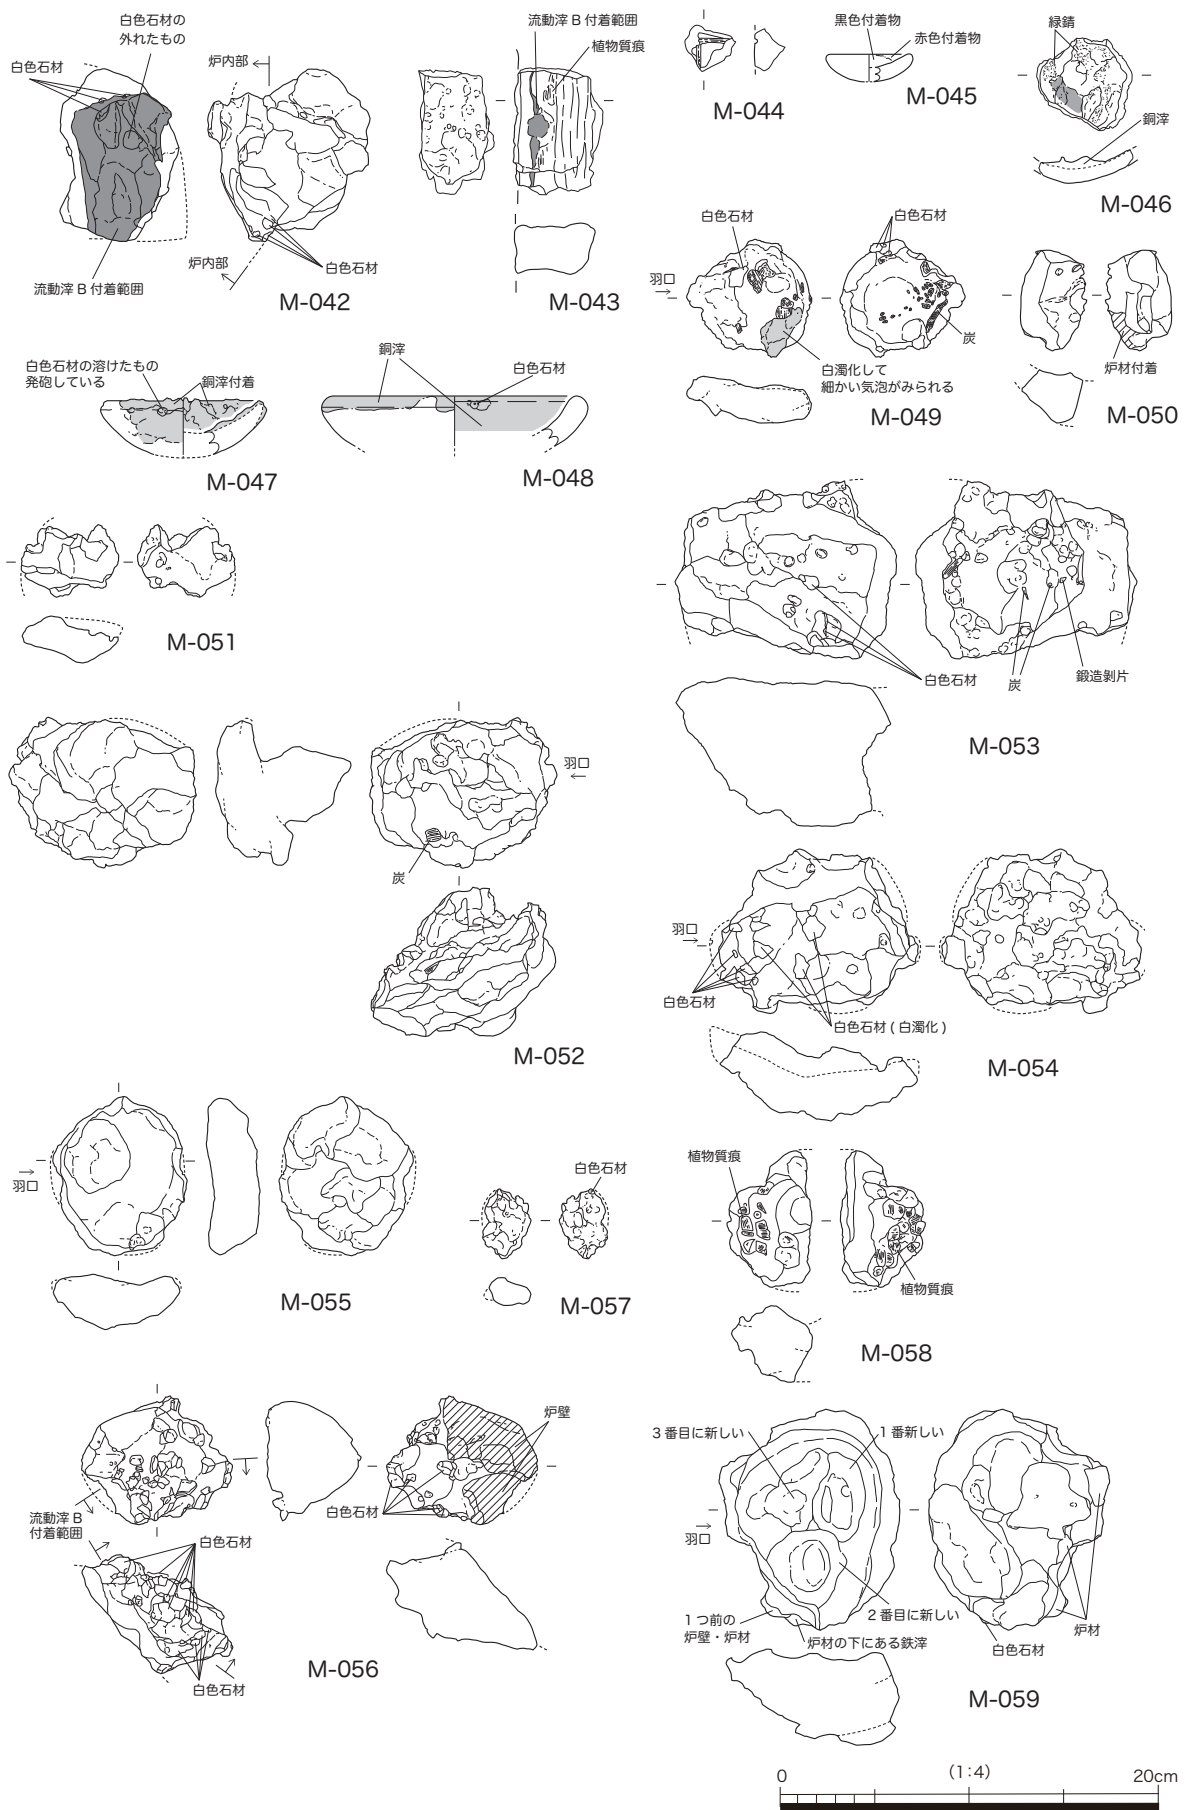 白色石材の
外れたもの
白色石材
流動滓 B 付着範囲
炉内部
炉内部
白色石材
M-042
流動滓 B 付着範囲
植物質痕
M-043
M-044
黒色付着物
赤色付着物
M-045
緑錆
銅滓
M-046
白色石材の溶けたもの
発砲している
銅滓付着
M-047
銅滓
白色石材
M-048
白色石材
羽口
白色石材
炭
白濁化して
細かい気泡がみられる
M-049
炉材付着
M-050
M-051
白色石材
炭
鍛造剝片
M-053
羽口
炭
M-052
羽口
白色石材
白色石材 ( 白濁化 )
M-054
羽口
M-055
白色石材
M-057
植物質痕
植物質痕
M-058
炉壁
白色石材
流動滓 B
付着範囲
白色石材
白色石材
M-056
3 番目に新しい
1 番新しい
羽口
2 番目に新しい
1 つ前の
炉壁・炉材
炉材の下にある鉄滓
白色石材
炉材
M-059
0
(1:4)
20cm